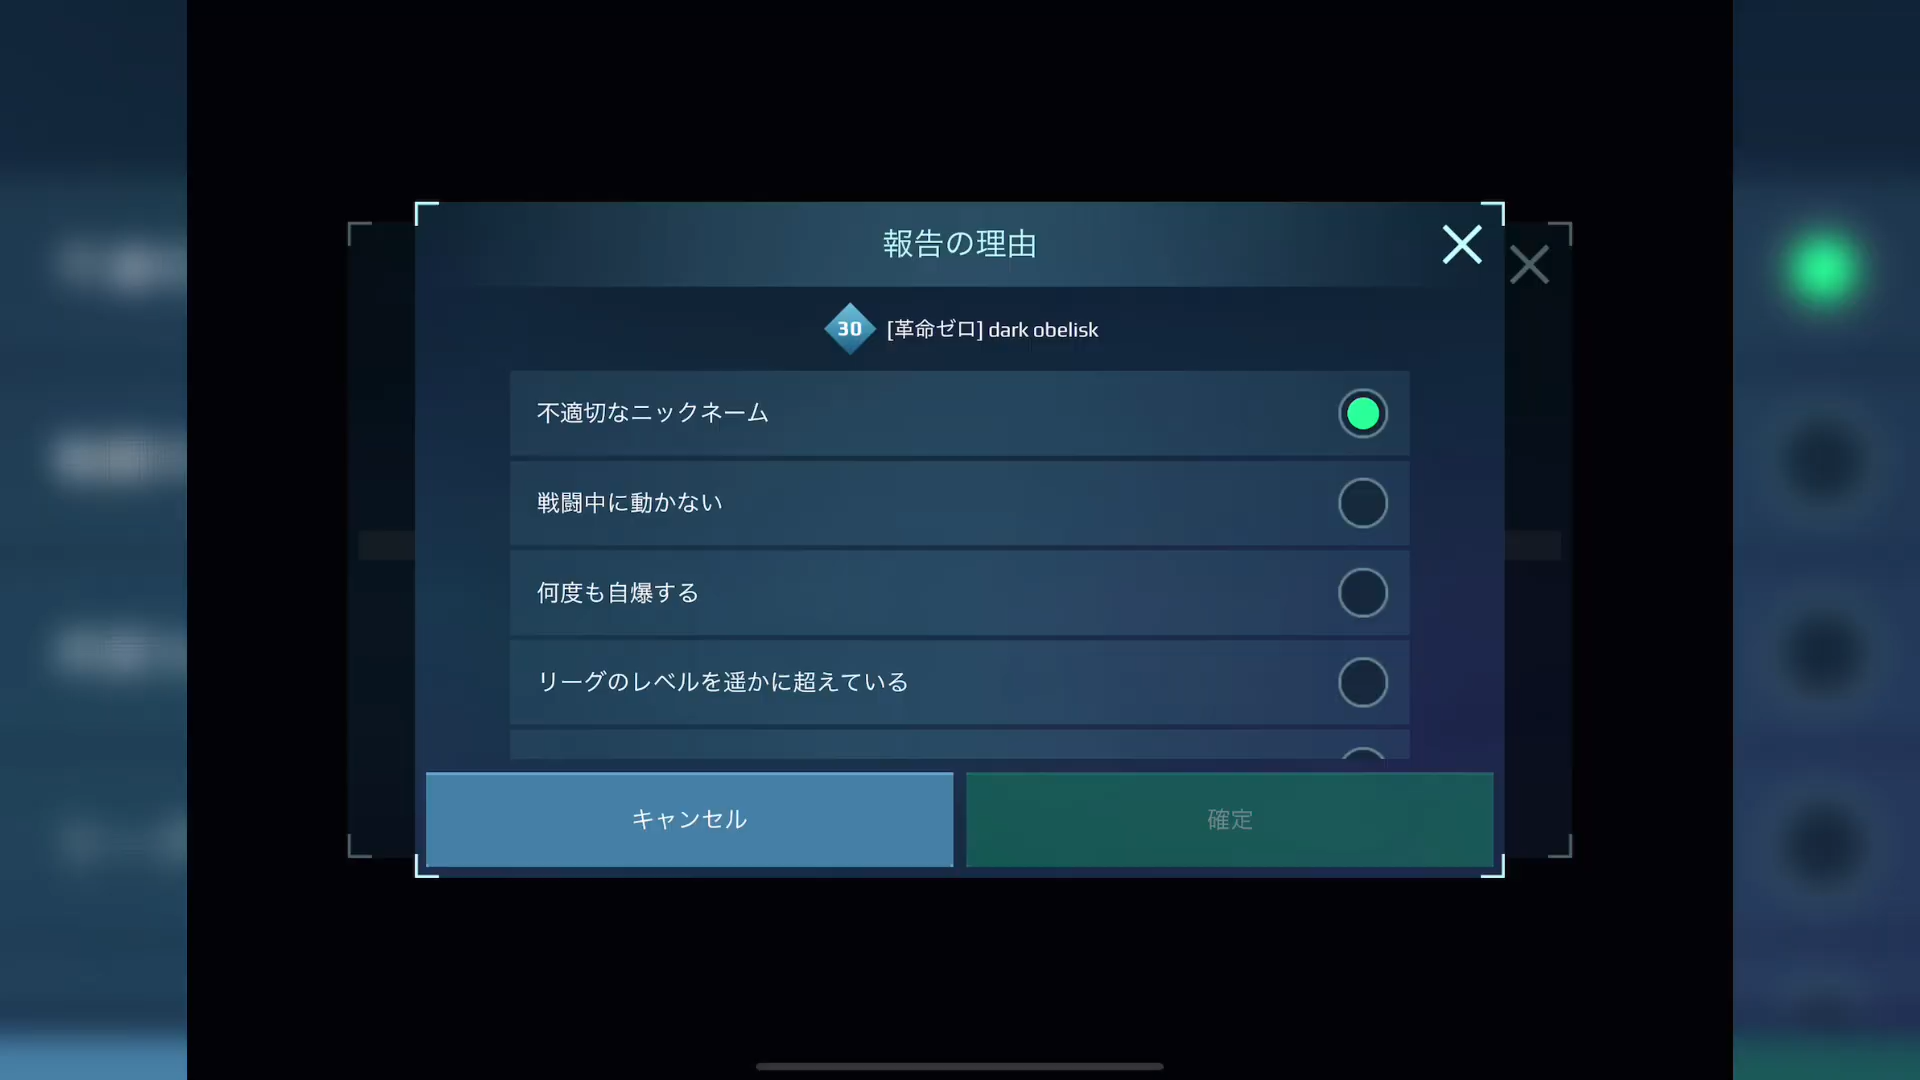 報告の理由
30 [革命ゼロ] dark obelisk
不適切なニックネーム
戦闘中に動かない
何度も自爆する
リーグのレベルを遥かに超えている
キャンセル
確定